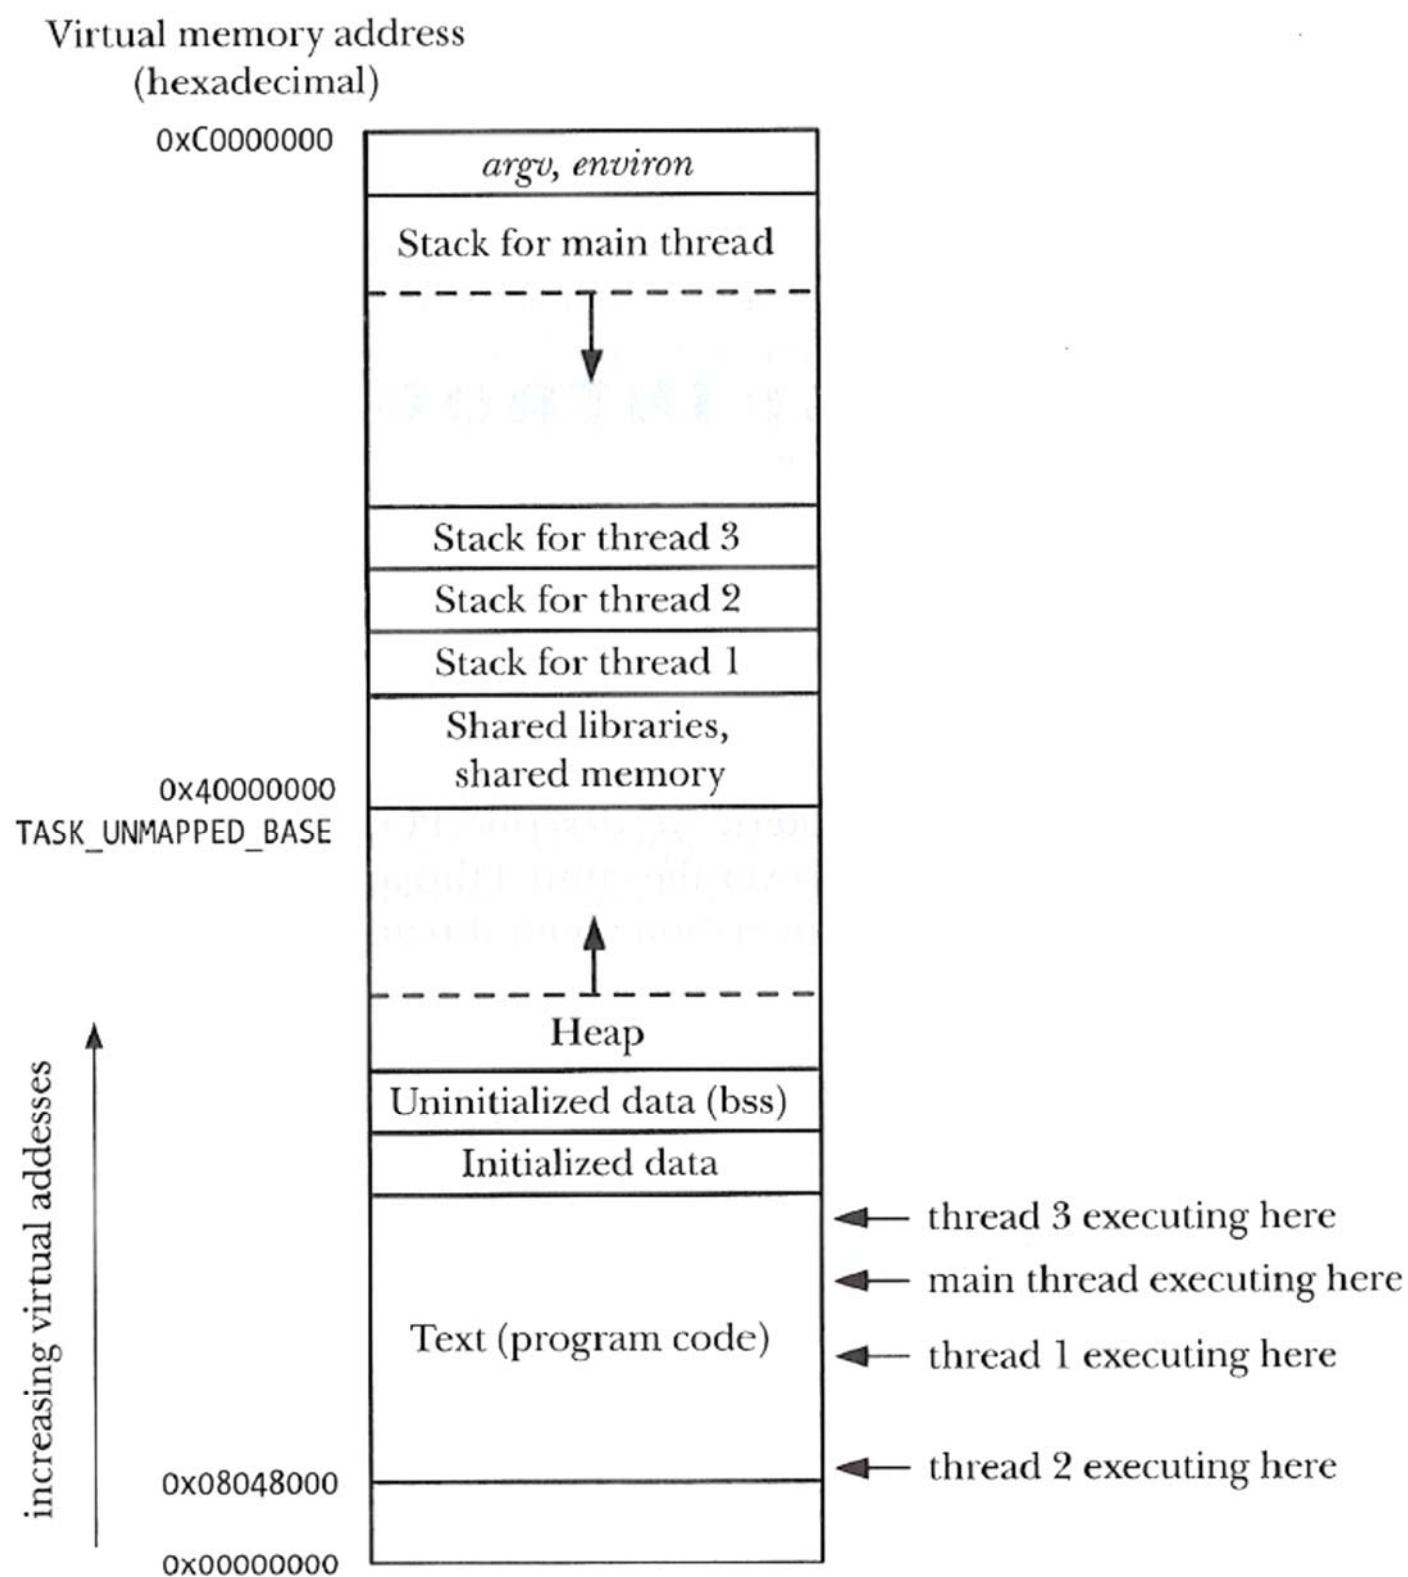 Virtual memory address
(hexadecimal)
0xC0000000
argv, environ
Stack for main thread
Stack for thread 3
Stack for thread 2
Stack for thread 1
Shared libraries,
shared memory
0x40000000
TASK_UNMAPPED_BASE
Heap
Uninitialized data (bss)
Initialized data
increasing virtual addesses
thread 3 executing here
main thread executing here
Text (program code)
thread 1 executing here
thread 2 executing here
0x08048000
0x00000000